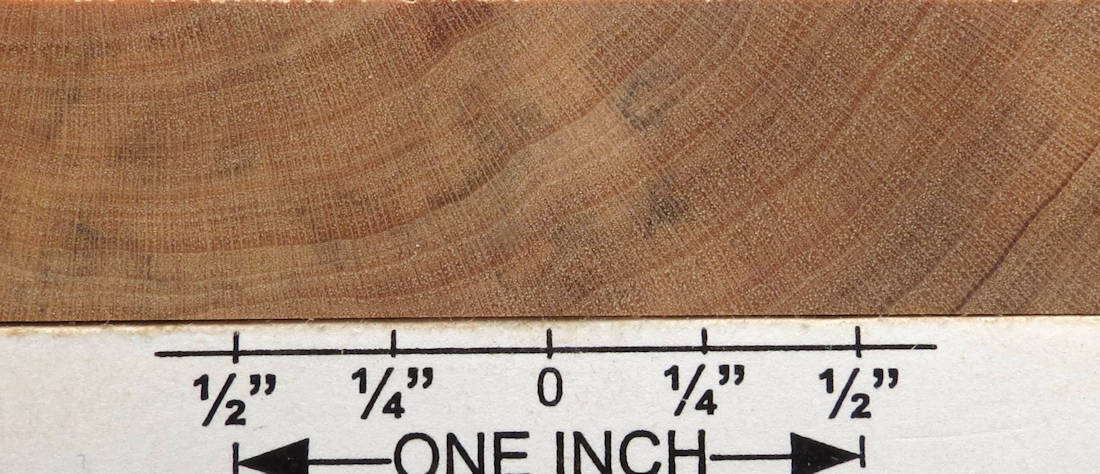 ½” ¼” 0 ¼” ½”
ONE INCH